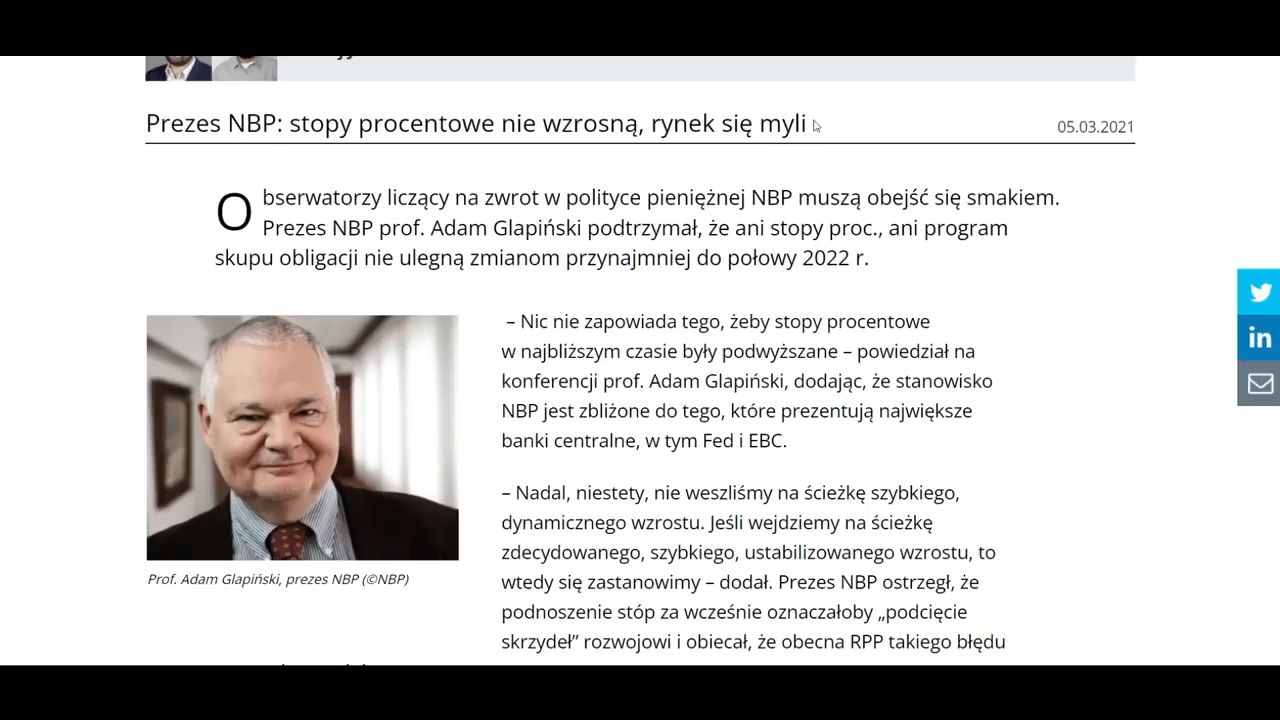 Prezes NBP: stopy procentowe nie wzrosną, rynek się myli
05.03.2021
Obserwatorzy liczący na zwrot w polityce pieniężnej NBP muszą obejść się smakiem.
Prezes NBP prof. Adam Glapiński podtrzymał, że ani stopy proc., ani program
skupu obligacji nie ulegną zmianom przynajmniej do połowy 2022 r.
– Nic nie zapowiada tego, żeby stopy procentowe
w najbliższym czasie były podwyższane – powiedział na
konferencji prof. Adam Glapiński, dodając, że stanowisko
NBP jest zbliżone do tego, które prezentują największe
banki centralne, w tym Fed i EBC.
– Nadal, niestety, nie weszliśmy na ścieżkę szybkiego,
dynamicznego wzrostu. Jeśli wejdziemy na ścieżkę
zdecydowanego, szybkiego, ustabilizowanego wzrostu, to
wtedy się zastanowimy – dodał. Prezes NBP ostrzegł, że
podnoszenie stóp za wcześnie oznaczałoby „podcięcie
skrzydeł” rozwojowi i obiecał, że obecna RPP takiego błędu
Prof. Adam Glapiński, prezes NBP (©NBP)
in